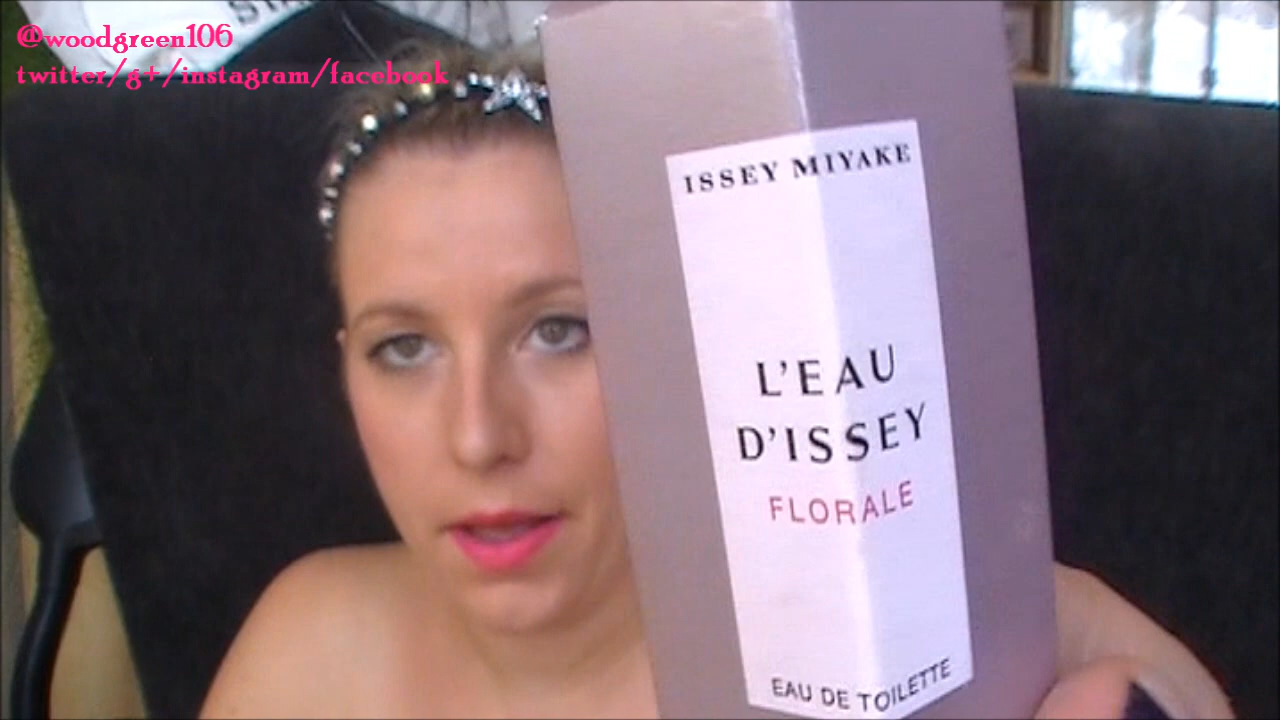 @woodgreen106
twitter/g+/instagram/facebook
ISSEY MIYAKE
L'EAU
D'ISSEY
FLORALE
EAU DE TOILETTE